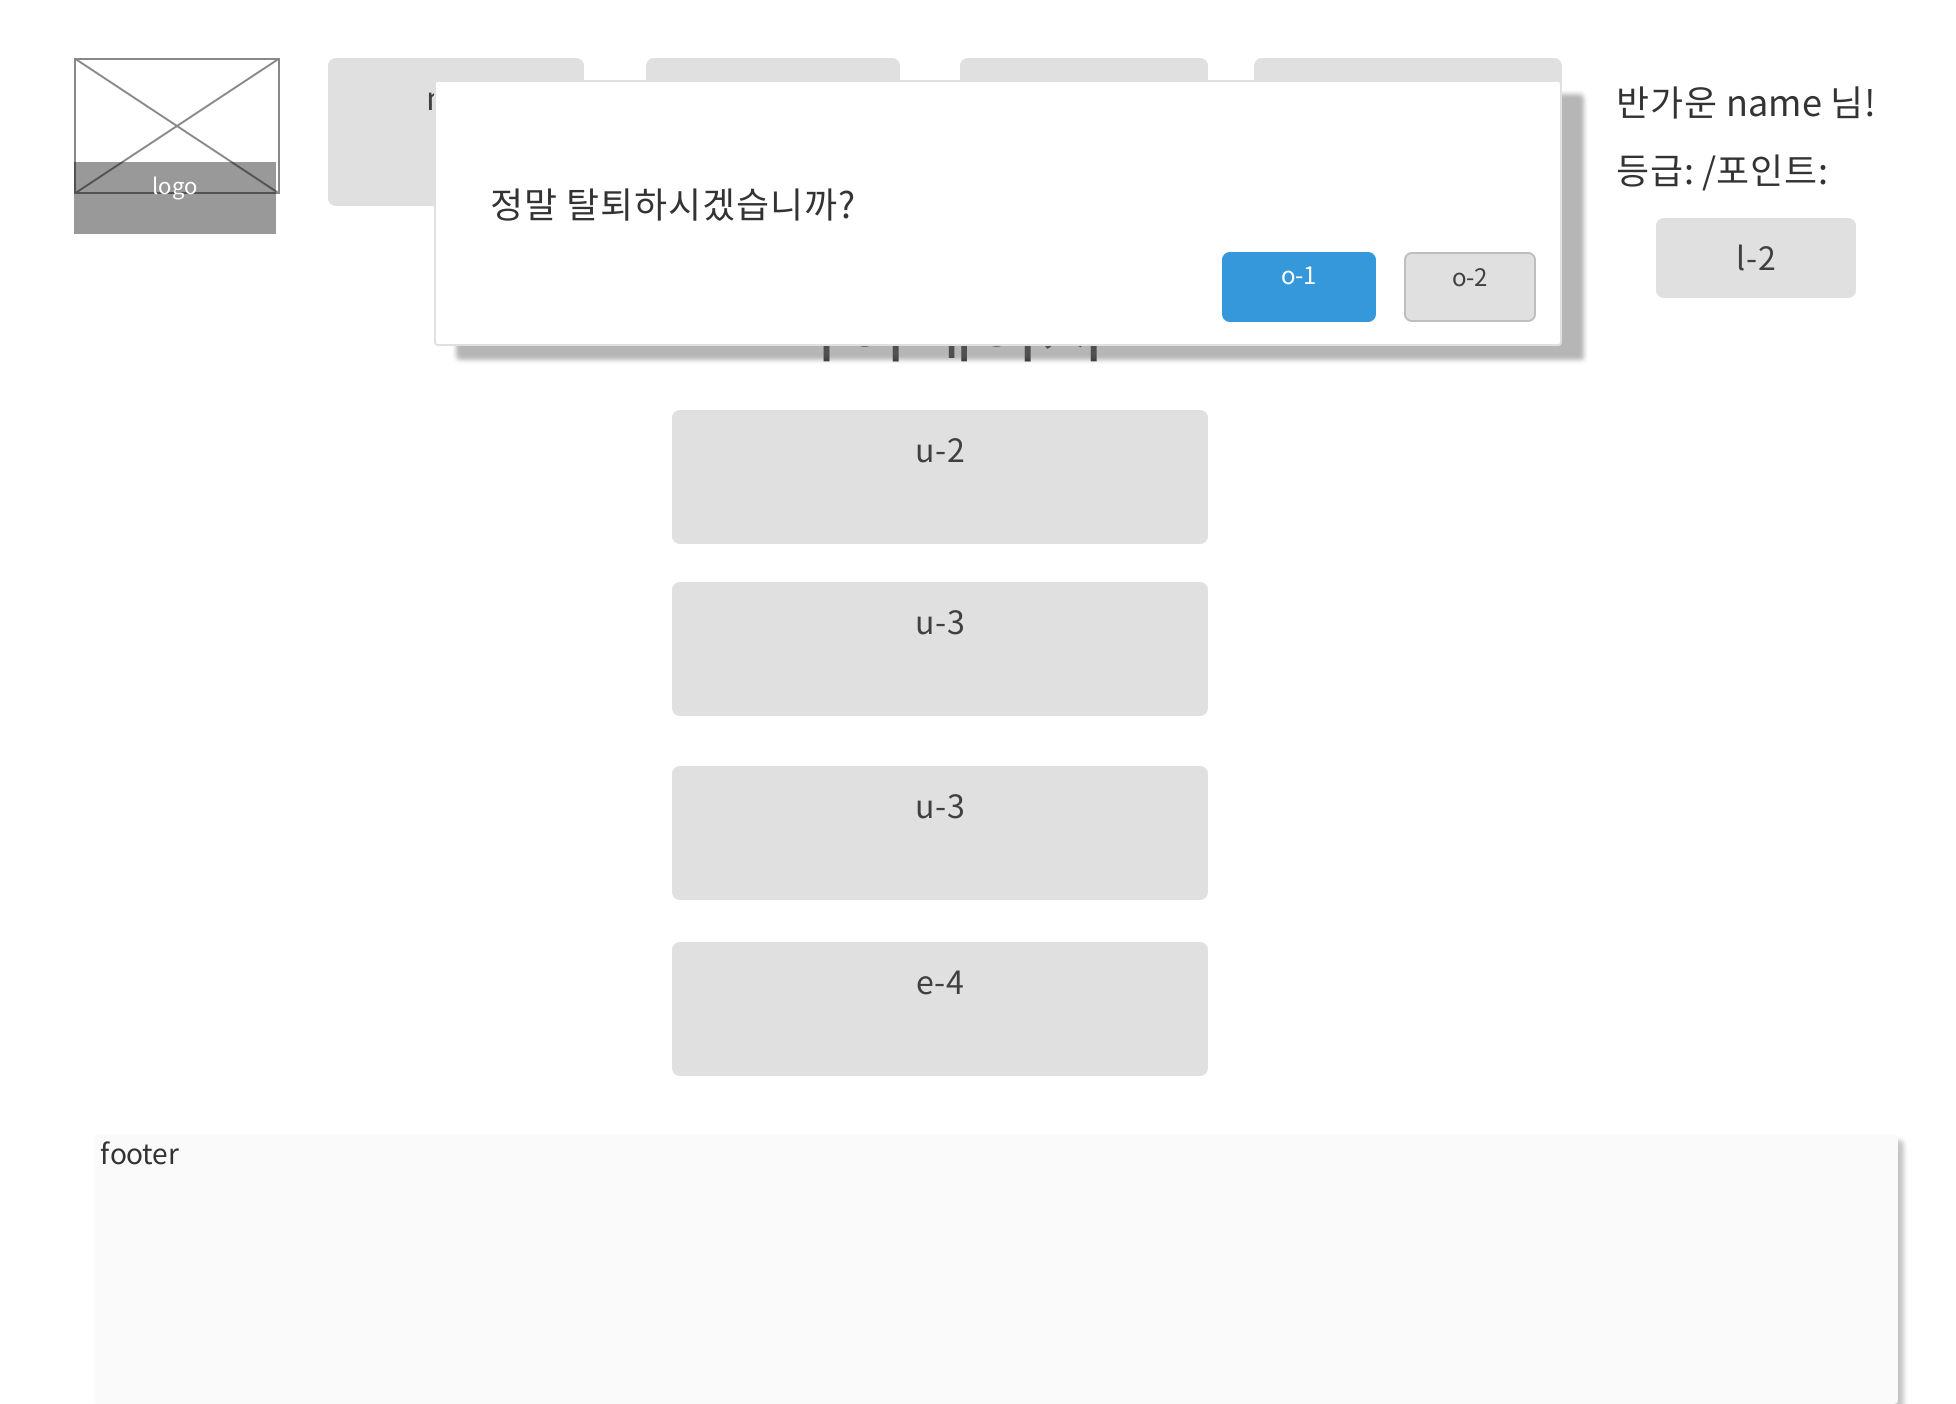 logo
반가운 name 님!
등급: /포인트:
l-2
정말 탈퇴하시겠습니까?
o-1
o-2
u-2
u-3
u-3
e-4
footer